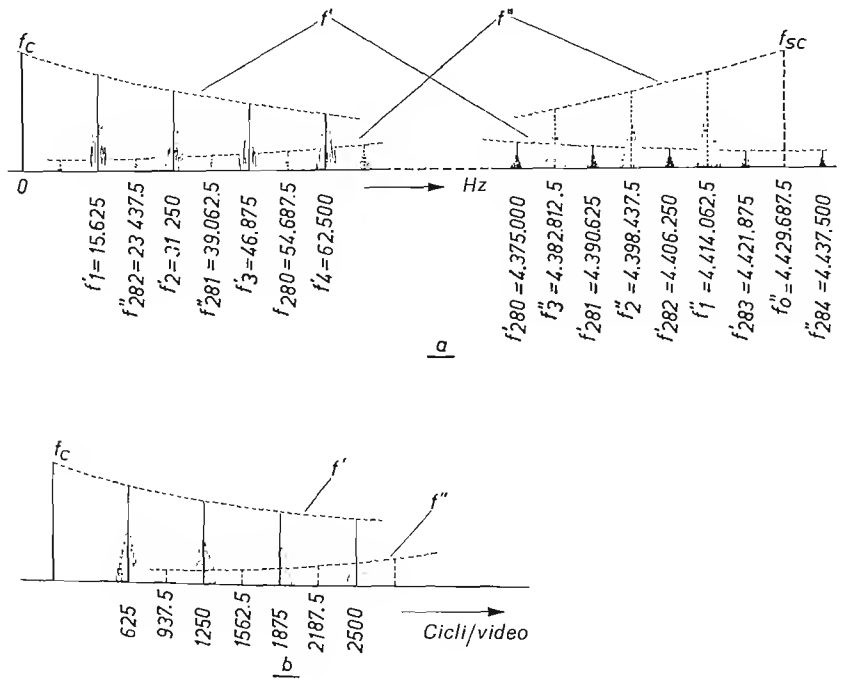 f' f"
fc fsc
0 Hz
f'1=15.625
f"282=23 437.5
f'2=31 250
f"281=39.062.5
f'3=46.875
f"280=54.687.5
f'4=62.500
f'280=4.375.000
f"3=4.382.812.5
f'281=4.390.625
f"2=4.398.437.5
f'282=4.406.250
f"1=4.414.062.5
f'283=4.421.875
f"0=4.429.687.5
f"284=4.437.500
a
fc f' f"
625
937.5
1250
1562.5
1875
2187.5
2500
Cicli/video
b